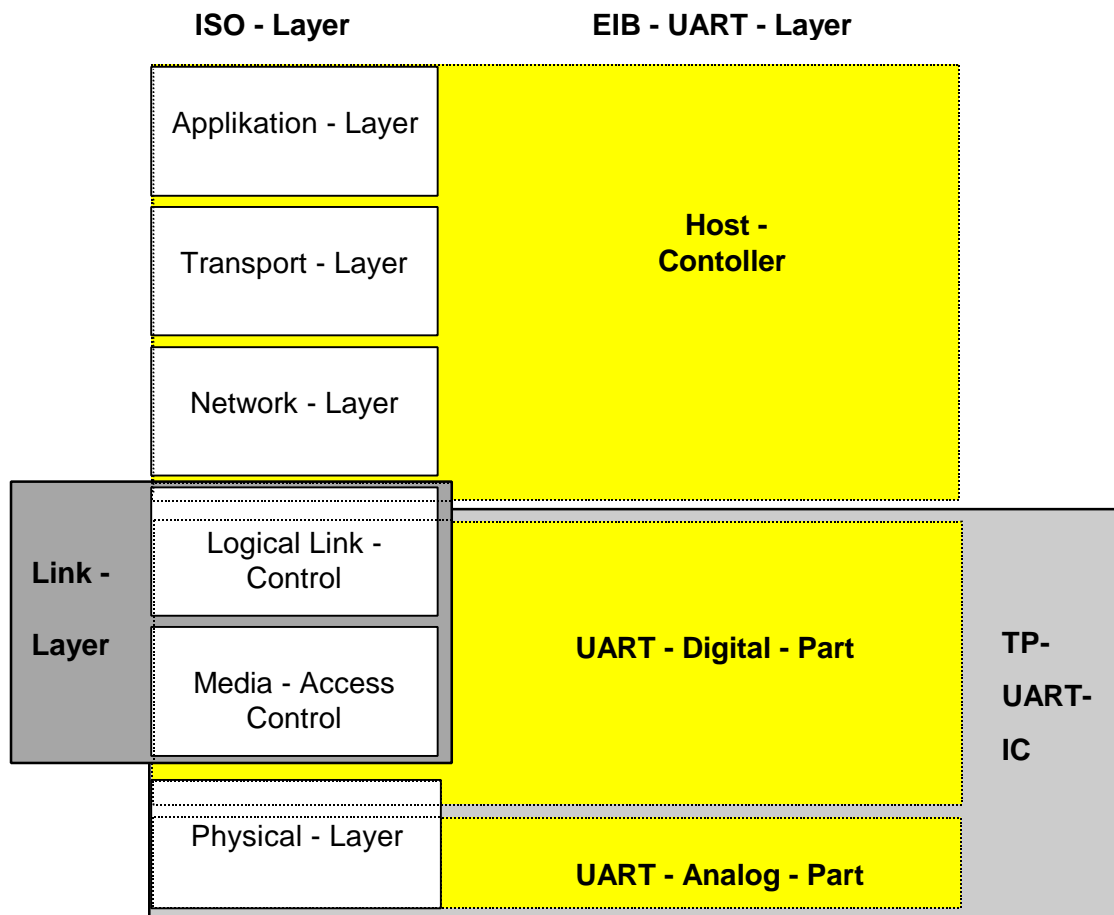 ISO - Layer
EIB - UART - Layer
Applikation - Layer
Host -
Contoller
Transport - Layer
Network - Layer
Logical Link -
Control
Link -
Layer
UART - Digital - Part
Media - Access
Control
TP-
UART-
IC
Physical - Layer
UART - Analog - Part